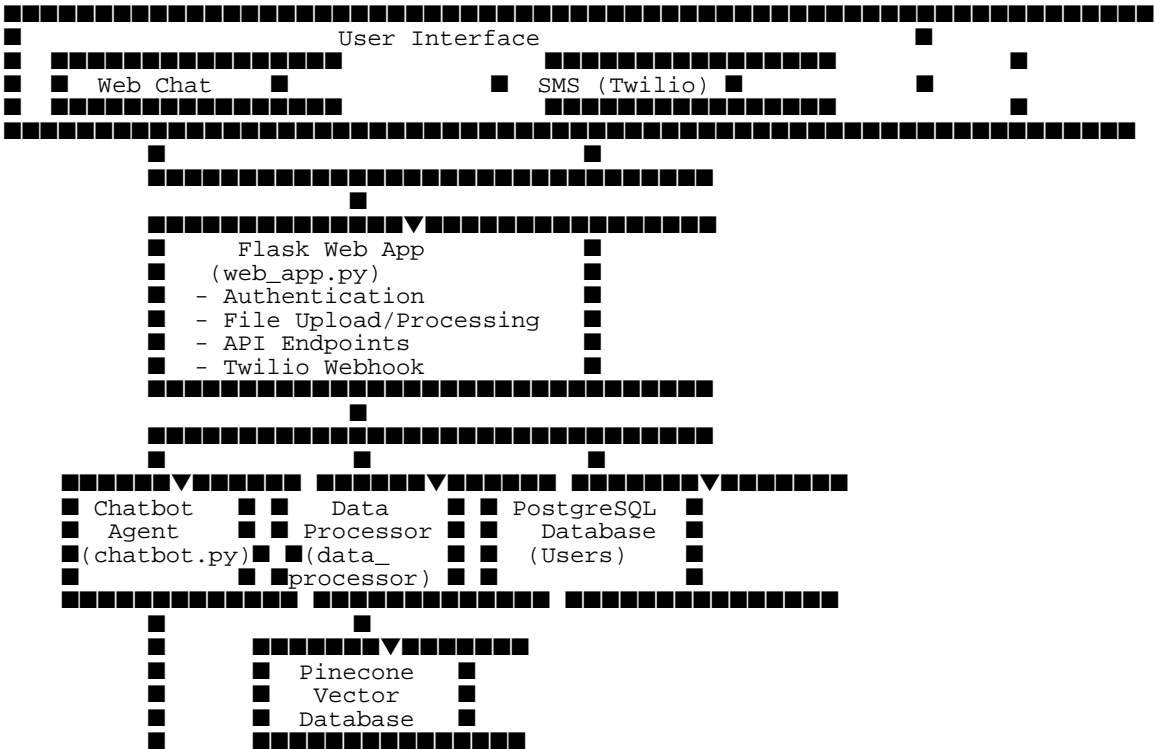 User Interface
Web Chat SMS (Twilio)
Flask Web App
(web_app.py)
- Authentication
- File Upload/Processing
- API Endpoints
- Twilio Webhook
Chatbot Data PostgreSQL
Agent Processor Database
(chatbot.py) (data_ (Users)
processor)
Pinecone
Vector
Database